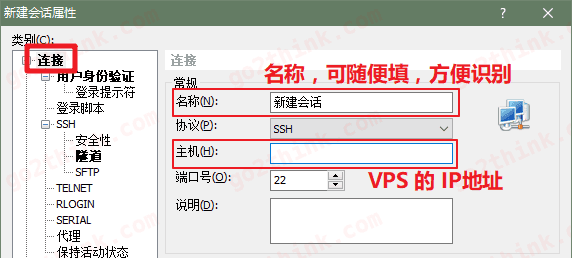 新建会话属性
?
×
类别(C):
连接
用户身份验证
登录提示符
登录脚本
SSH
安全性
隧道
SFTP
TELNET
RLOGIN
SERIAL
代理
保持活动状态
连接
名称，可随便填，方便识别
常规
名称(N): 新建会话
协议(P): SSH
主机(H):
端口号(O): 22
VPS 的 IP地址
说明(D):
go2think.com